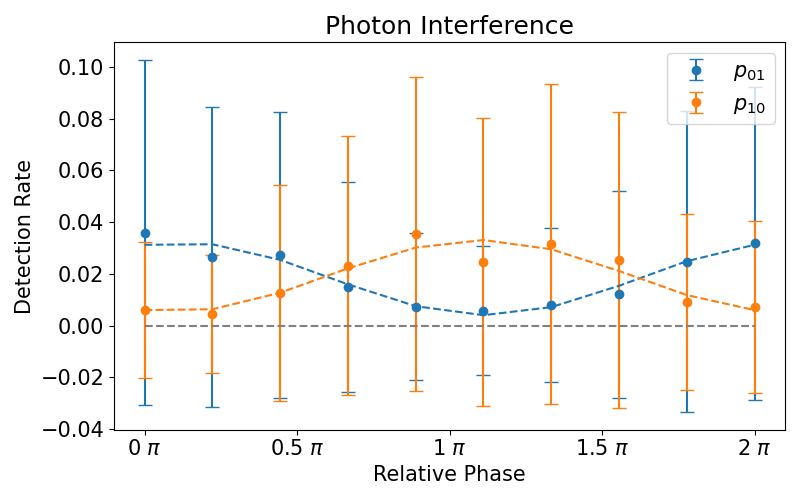 Photon Interference
Detection Rate
0.10
0.08
0.06
0.04
0.02
0.00
−0.02
−0.04
p01
p10
0 π
0.5 π
1 π
1.5 π
2 π
Relative Phase